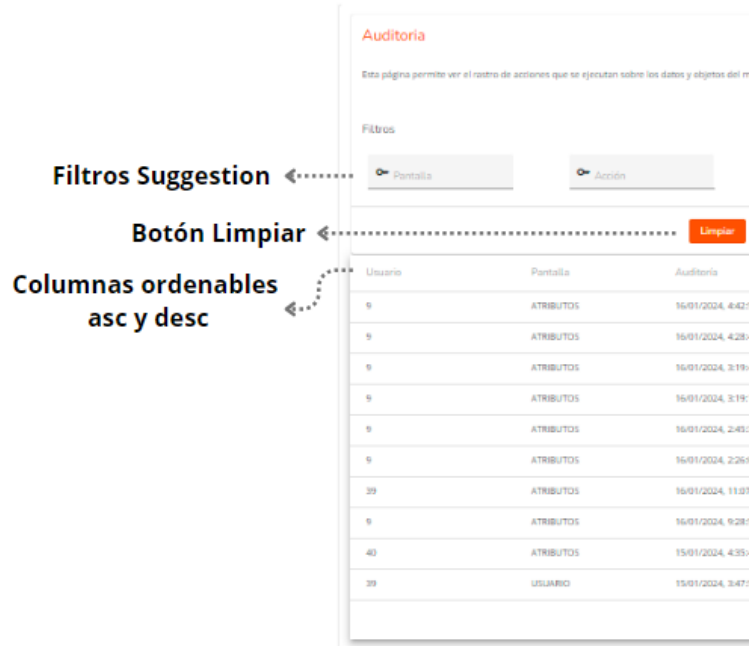 Auditoria
Esta página permite ver el rastro de acciones que se ejecutan sobre los datos y objetos del
Filtros
Filtros Suggestion
Pantalla
Acción
Botón Limpiar
Limpiar
Columnas ordenables
asc y desc
Usuario Pantalla Auditoría
9 ATRIBUTOS 16/01/2024, 4:42:
9 ATRIBUTOS 16/01/2024, 4:28:
9 ATRIBUTOS 16/01/2024, 3:19:
9 ATRIBUTOS 16/01/2024, 3:19:
9 ATRIBUTOS 16/01/2024, 2:45:
9 ATRIBUTOS 16/01/2024, 2:26:
39 ATRIBUTOS 16/01/2024, 11:01
9 ATRIBUTOS 16/01/2024, 9:28:
40 ATRIBUTOS 15/01/2024, 4:35:
39 USUARIO 15/01/2024, 3:47: